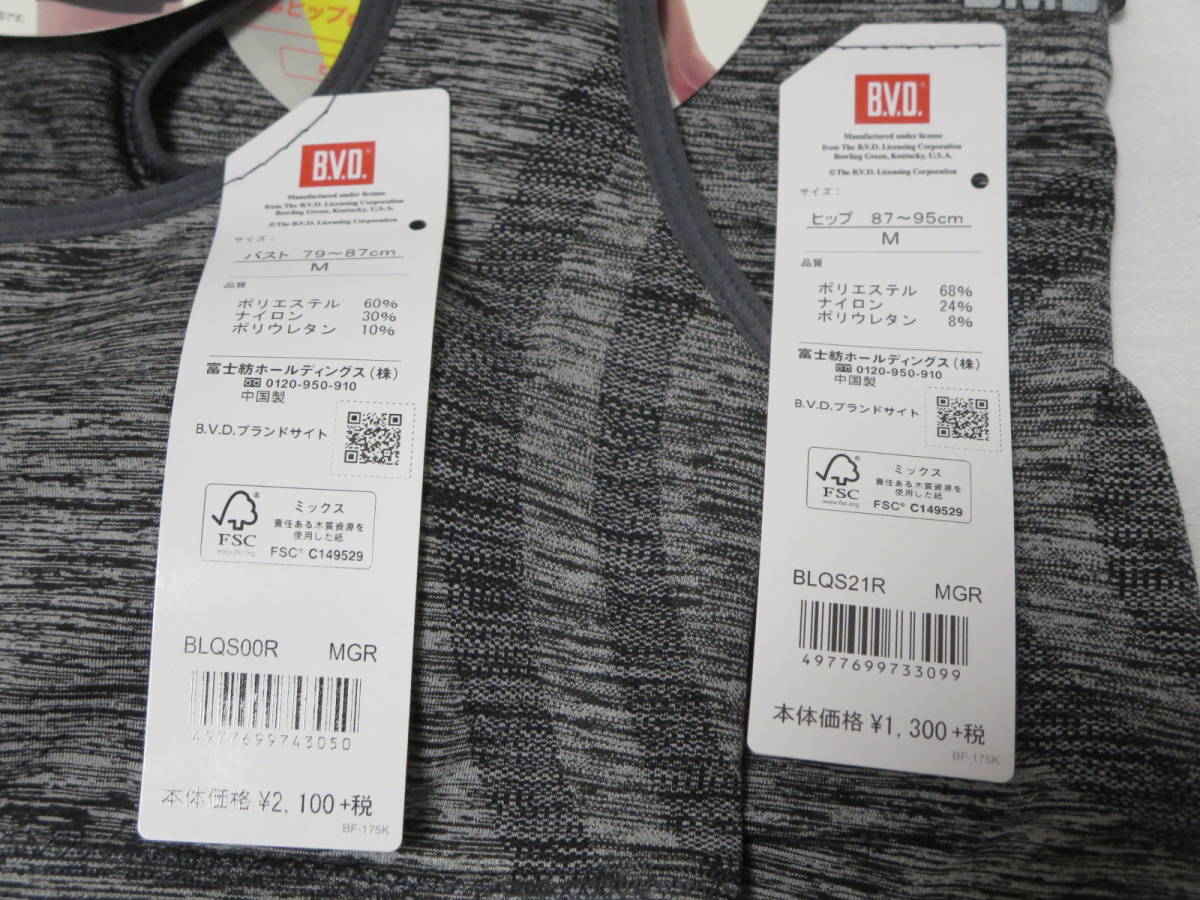 B.V.D.
Manufactured under license
from The B.V.D. Licensing Corporation
Bowling Green, Kentucky, U.S.A.
©The B.V.D. Licensing Corporation
サイズ:
バスト 79～87cm
M
品質
ポリエステル 60%
ナイロン 30%
ポリウレタン 10%
富士紡ホールディングス(株)
0120-950-910
中国製
B.V.D.ブランドサイト
FSC®
www.fsc.org
ミックス
責任ある木質資源を
使用した紙
FSC® C149529
BLQS00R MGR
4977699743050
本体価格 ¥2,100+税
BF-175K
B.V.D.
Manufactured under license
from The B.V.D. Licensing Corporation
Bowling Green, Kentucky, U.S.A.
©The B.V.D. Licensing Corporation
サイズ:
ヒップ 87～95cm
M
品質
ポリエステル 68%
ナイロン 24%
ポリウレタン 8%
富士紡ホールディングス(株)
0120-950-910
中国製
B.V.D.ブランドサイト
FSC®
www.fsc.org
ミックス
責任ある木質資源を
使用した紙
FSC® C149529
BLQS21R MGR
4977699733099
本体価格 ¥1,300+税
BF-175K
ヒップ